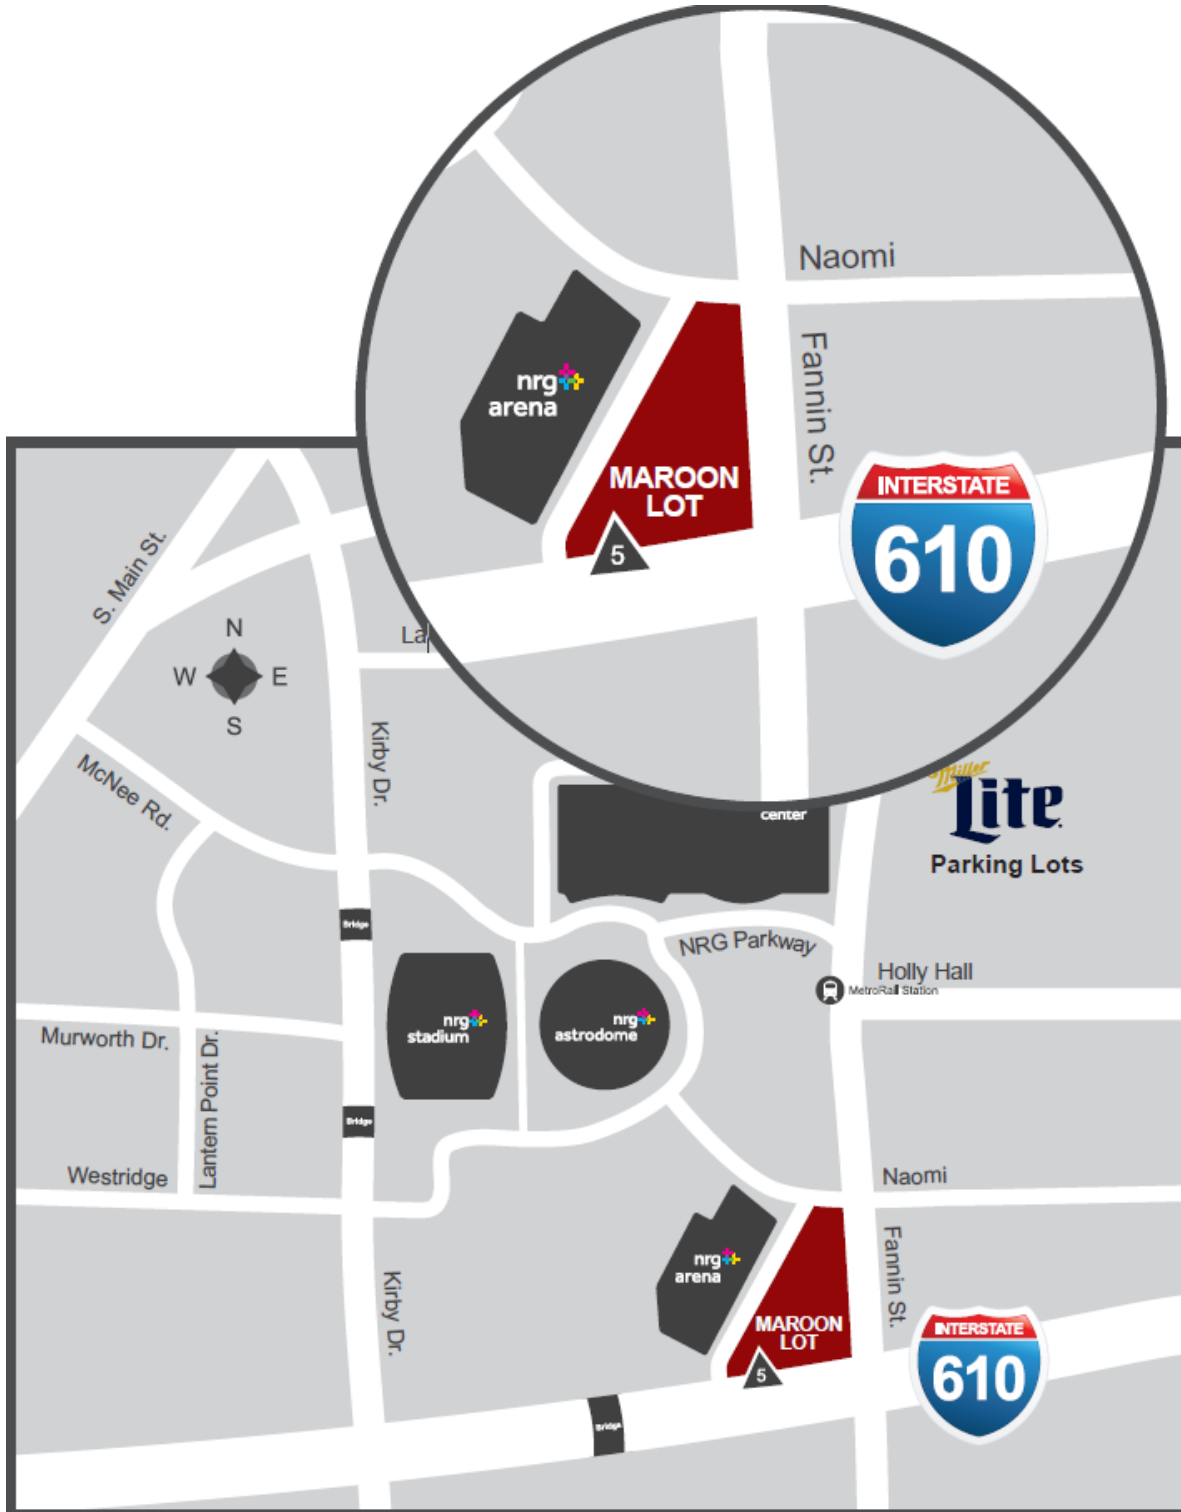 Naomi
Fannin St.
nrg
arena
MAROON
LOT
5
INTERSTATE
610
S. Main St.
N
W
E
S
La
Kirby Dr.
McNee Rd.
Miller
Lite
Parking Lots
center
Bridge
NRG Parkway
Holly Hall
MetroRail Station
nrg
stadium
nrg
astrodome
Murworth Dr.
Lantern Point Dr.
Bridge
Westridge
Naomi
nrg
arena
Fannin St.
Kirby Dr.
MAROON
LOT
5
INTERSTATE
610
Bridge